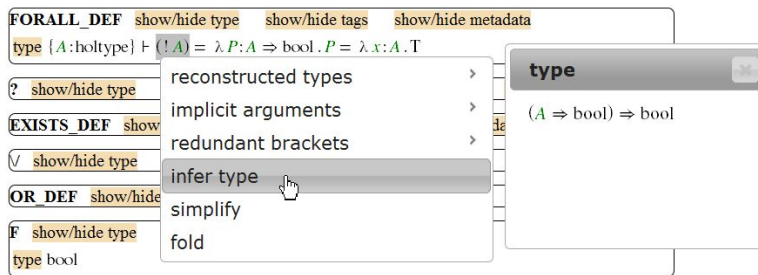 FORALL_DEF show/hide type show/hide tags show/hide metadata
type {A:holtype} ⊢ (! A) = λ P:A ⇒ bool . P = λ x:A . T
? show/hide type
EXISTS_DEF show
\/ show/hide type
OR_DEF show/hide
F show/hide type
type bool
reconstructed types
implicit arguments
redundant brackets
infer type
simplify
fold
type
(A ⇒ bool) ⇒ bool